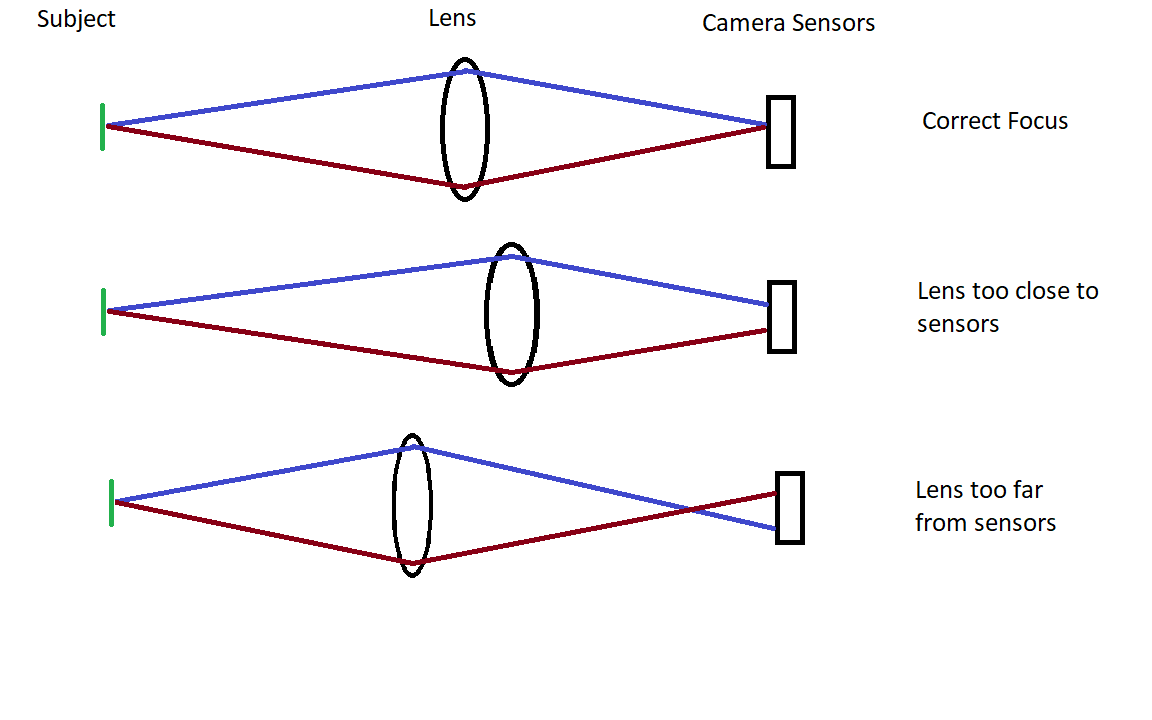 Subject
Lens
Camera Sensors
Correct Focus
Lens too close to
sensors
Lens too far
from sensors